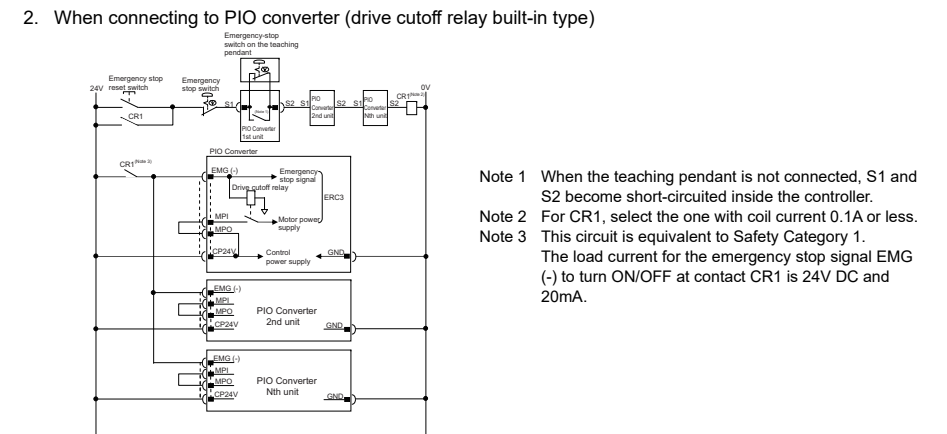 2. When connecting to PIO converter (drive cutoff relay built-in type)
Emergency-stop
switch on the teaching
pendant
Emergency stop
reset switch
Emergency
stop switch
24V
0V
CR1(Note 2)
CR1
S1
(Note 1)
S2
S1
PIO
Converter
2nd unit
S2
S1
PIO
Converter
Nth unit
S2
PIO Converter
1st unit
PIO Converter
CR1(Note 3)
EMG (-)
Emergency
stop signal
Drive cutoff relay
ERC3
MPI
Motor power
supply
MPO
CP24V
Control
power supply
GND
EMG (-)
MPI
MPO
CP24V
PIO Converter
2nd unit
GND
EMG (-)
MPI
MPO
CP24V
PIO Converter
Nth unit
GND
Note 1 When the teaching pendant is not connected, S1 and
S2 become short-circuited inside the controller.
Note 2 For CR1, select the one with coil current 0.1A or less.
Note 3 This circuit is equivalent to Safety Category 1.
The load current for the emergency stop signal EMG
(-) to turn ON/OFF at contact CR1 is 24V DC and
20mA.